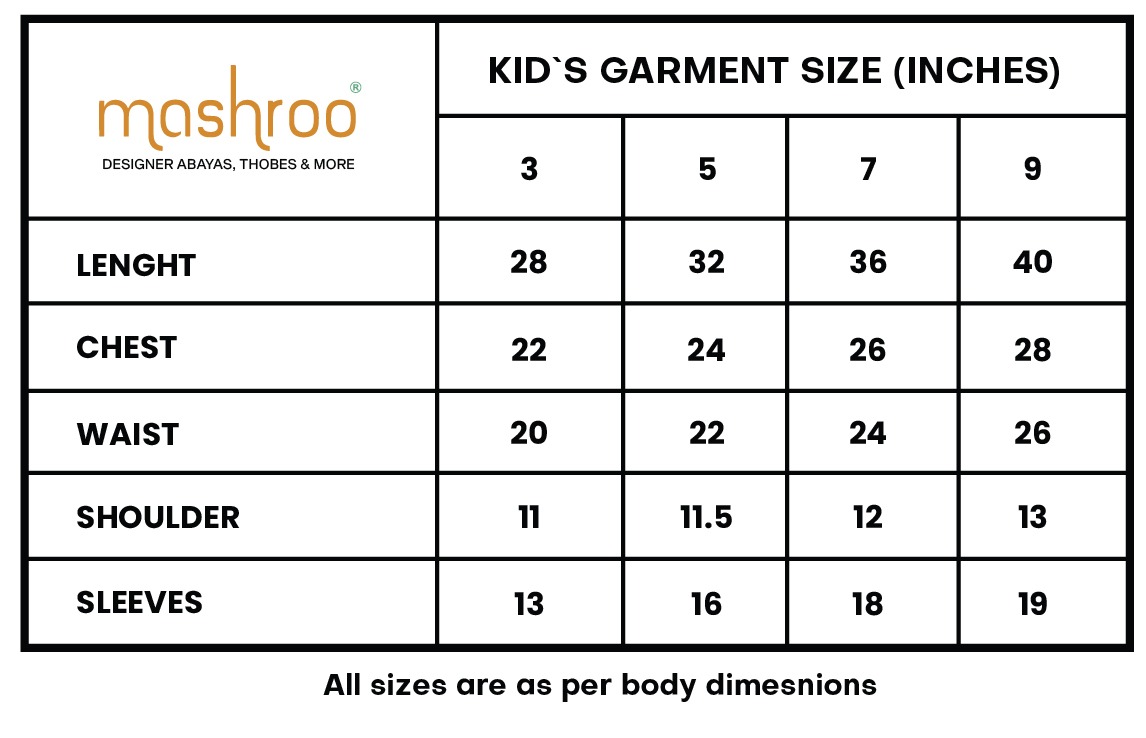 mashroo®
DESIGNER ABAYAS, THOBES & MORE
KID`S GARMENT SIZE (INCHES)
3 5 7 9
LENGHT 28 32 36 40
CHEST 22 24 26 28
WAIST 20 22 24 26
SHOULDER 11 11.5 12 13
SLEEVES 13 16 18 19
All sizes are as per body dimesnions